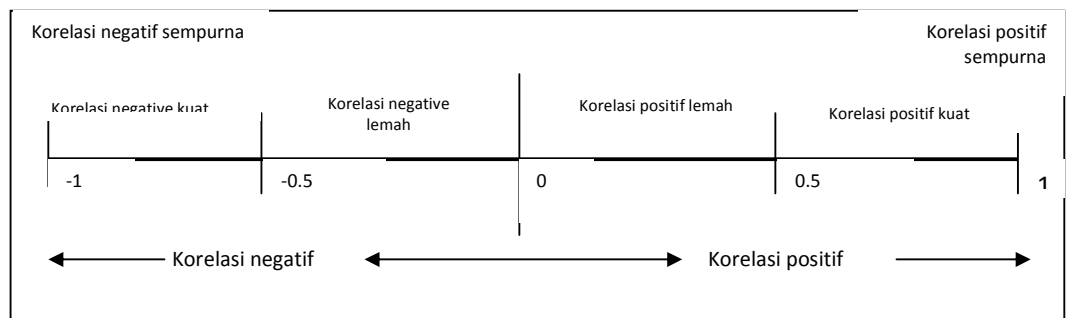 Korelasi negatif sempurna
Korelasi positif
sempurna
Korelasi negative kuat
Korelasi negative
lemah
Korelasi positif lemah
Korelasi positif kuat
-1
-0.5
0
0.5
1
Korelasi negatif
Korelasi positif